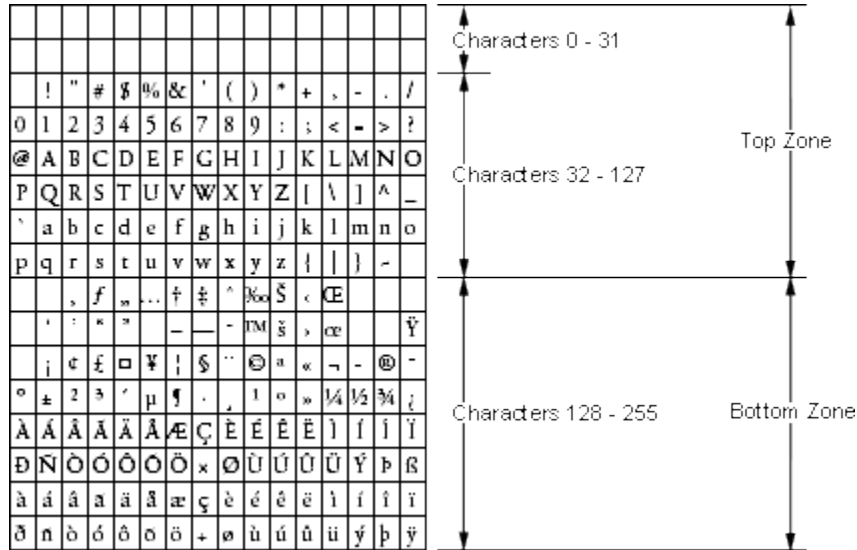 Characters 0 - 31
! " # $ % & ' ( ) * + , - . /
0 1 2 3 4 5 6 7 8 9 : ; < = > ?
@ A B C D E F G H I J K L M N O
Top Zone
P Q R S T U V W X Y Z [ \ ] ^ _
Characters 32 - 127
` a b c d e f g h i j k l m n o
p q r s t u v w x y z { | } ~
‚ ƒ „ … † ‡ ˆ ‰ Š ‹ Œ
‘ ’ “ ” – — ˜ ™ š › œ Ÿ
¡ ¢ £ ¤ ¥ ¦ § ¨ © ª « ¬ - ® ¯
° ± ² ³ ´ µ ¶ · ¸ ¹ º » ¼ ½ ¾ ¿
À Á Â Ã Ä Å Æ Ç È É Ê Ë Ì Í Î Ï
Characters 128 - 255
Bottom Zone
Ð Ñ Ò Ó Ô Õ Ö × Ø Ù Ú Û Ü Ý Þ ß
à á â ã ä å æ ç è é ê ë ì í î ï
ð ñ ò ó ô õ ö ÷ ø ù ú û ü ý þ ÿ